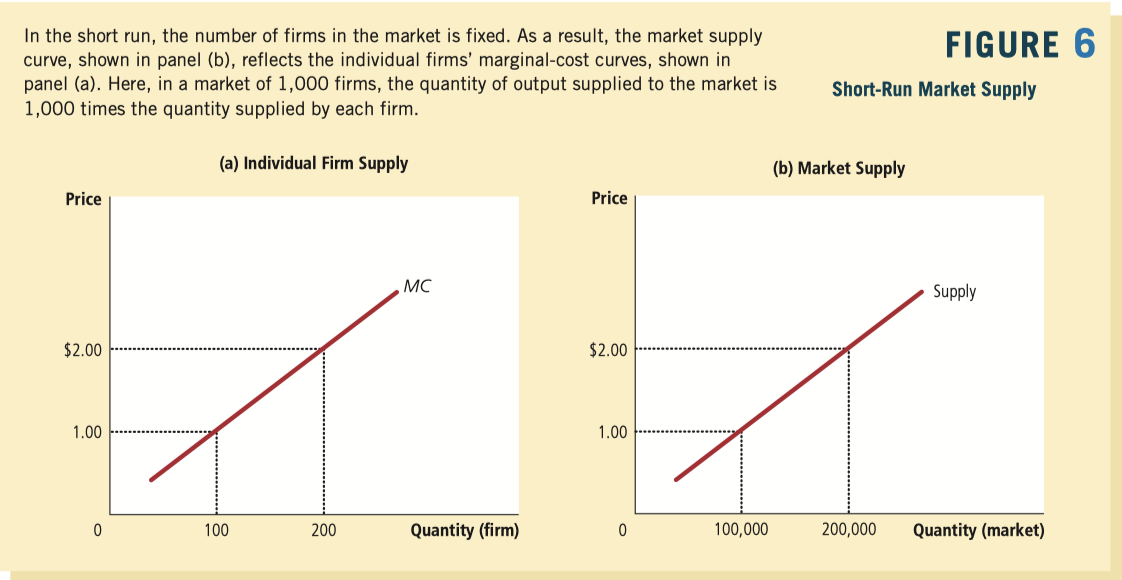 In the short run, the number of firms in the market is fixed. As a result, the market supply
curve, shown in panel (b), reflects the individual firms' marginal-cost curves, shown in
panel (a). Here, in a market of 1,000 firms, the quantity of output supplied to the market is
1,000 times the quantity supplied by each firm.
FIGURE 6
Short-Run Market Supply
(a) Individual Firm Supply
Price
MC
$2.00
1.00
0
100
200
Quantity (firm)
(b) Market Supply
Price
Supply
$2.00
1.00
0
100,000
200,000
Quantity (market)